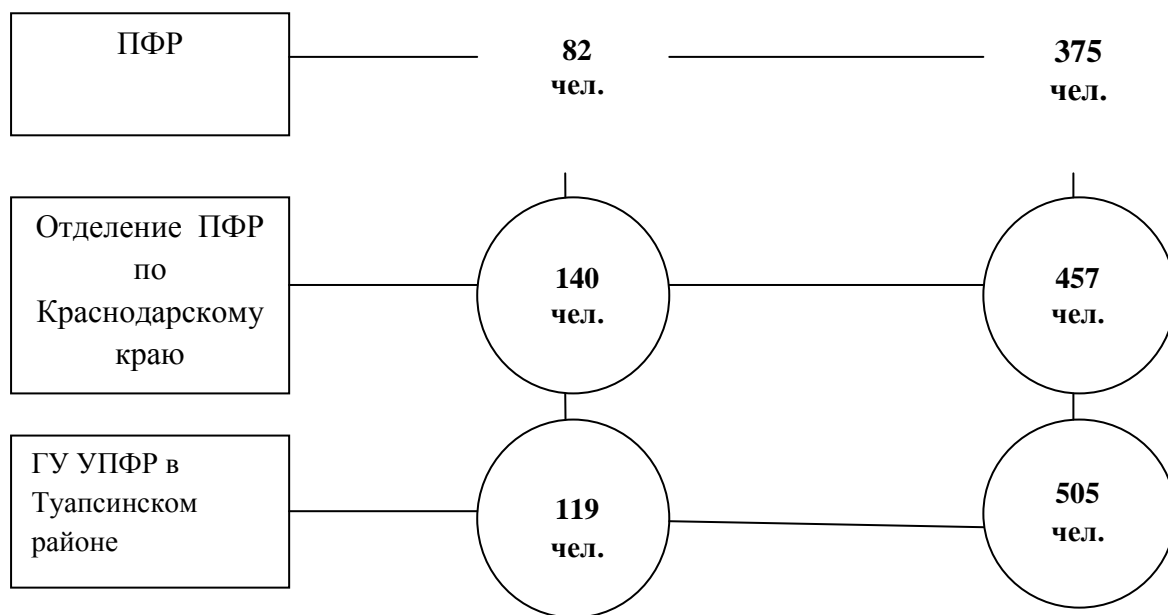 ПФР
82
чел.
375
чел.
Отделение ПФР
по
Краснодарскому
краю
140
чел.
457
чел.
ГУ УПФР в
Туапсинском
районе
119
чел.
505
чел.